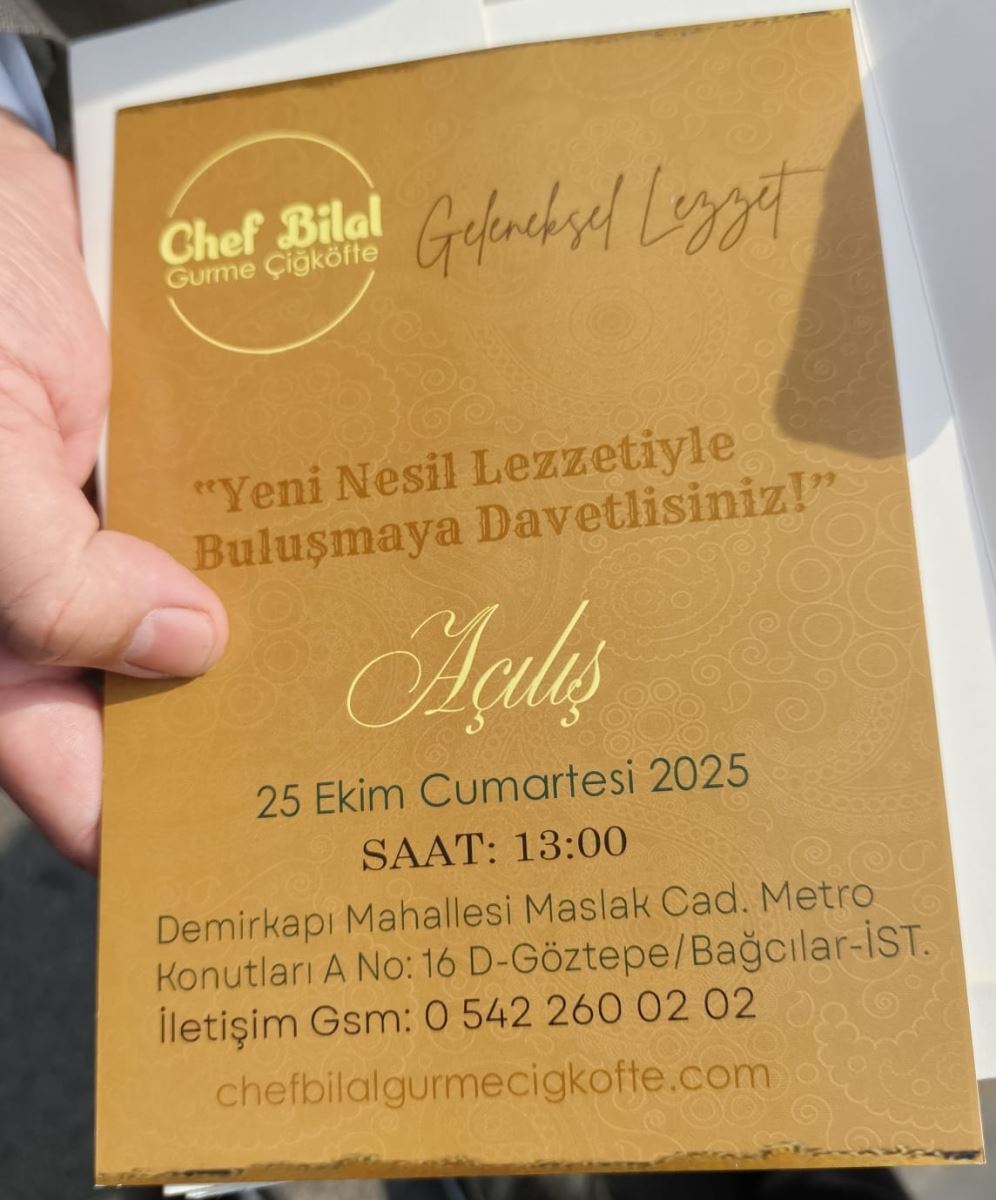 Chef Bilal
Gurme Çiğköfte
Geleneksel Lezzet
“Yeni Nesil Lezzetiyle
Buluşmaya Davetlisiniz!”
Açılış
25 Ekim Cumartesi 2025
SAAT: 13:00
Demirkapı Mahallesi Maslak Cad. Metro
Konutları A No: 16 D-Göztepe/Bağcılar-İST.
İletişim Gsm: 0 542 260 02 02
chefbilalgurmecigkofte.com